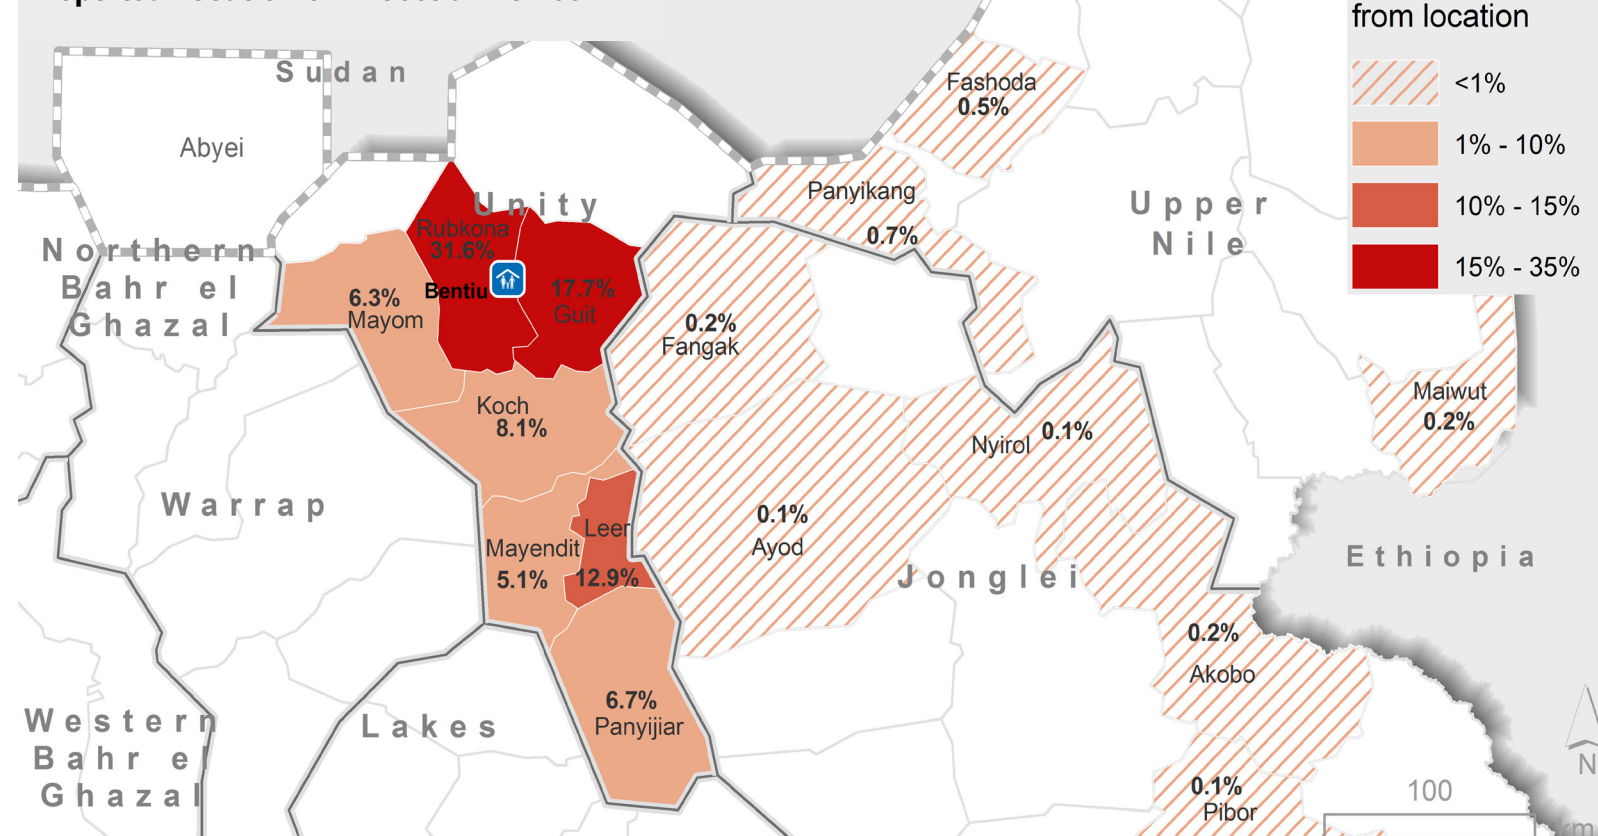 from location
<1%
1% - 10%
10% - 15%
15% - 35%
Sudan
Abyei
Fashoda
0.5%
Panyikang
0.7%
Upper
Nile
Unity
Rubkona
31.6%
Bentiu
17.7%
Guit
Northern
Bahr el
Ghazal
6.3%
Mayom
0.2%
Fangak
Koch
8.1%
Nyirol
0.1%
Maiwut
0.2%
Warrap
Leer
12.9%
Mayendit
5.1%
0.1%
Ayod
Jonglei
Ethiopia
0.2%
Akobo
6.7%
Panyijiar
Lakes
Western
Bahr el
Ghazal
0.1%
Pibor
100
km
N